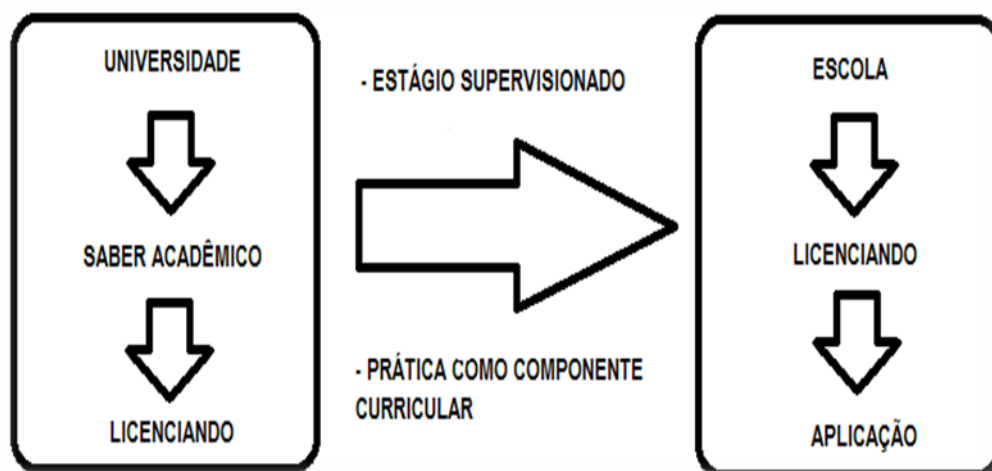 UNIVERSIDADE
SABER ACADÊMICO
LICENCIANDO
- ESTÁGIO SUPERVISIONADO
- PRÁTICA COMO COMPONENTE
CURRICULAR
ESCOLA
LICENCIANDO
APLICAÇÃO